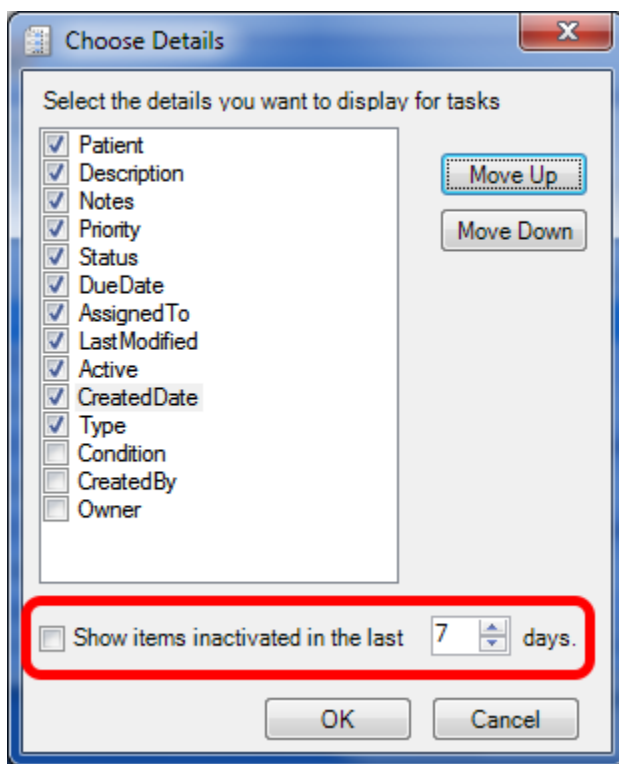 Choose Details
Select the details you want to display for tasks
Patient
Description
Notes
Priority
Status
DueDate
AssignedTo
LastModified
Active
CreatedDate
Type
Condition
CreatedBy
Owner
Move Up
Move Down
Show items inactivated in the last 7 days.
OK Cancel